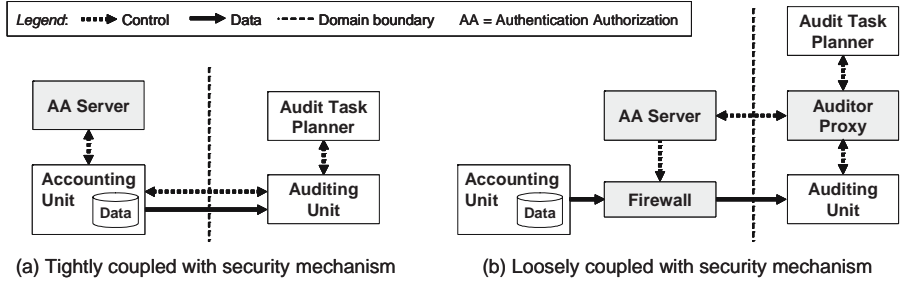 Legend: Control Data Domain boundary AA = Authentication Authorization
AA Server
Audit Task
Planner
Accounting
Unit
Data
Auditing
Unit
(a) Tightly coupled with security mechanism
Audit Task
Planner
AA Server
Auditor
Proxy
Accounting
Unit
Data
Firewall
Auditing
Unit
(b) Loosely coupled with security mechanism